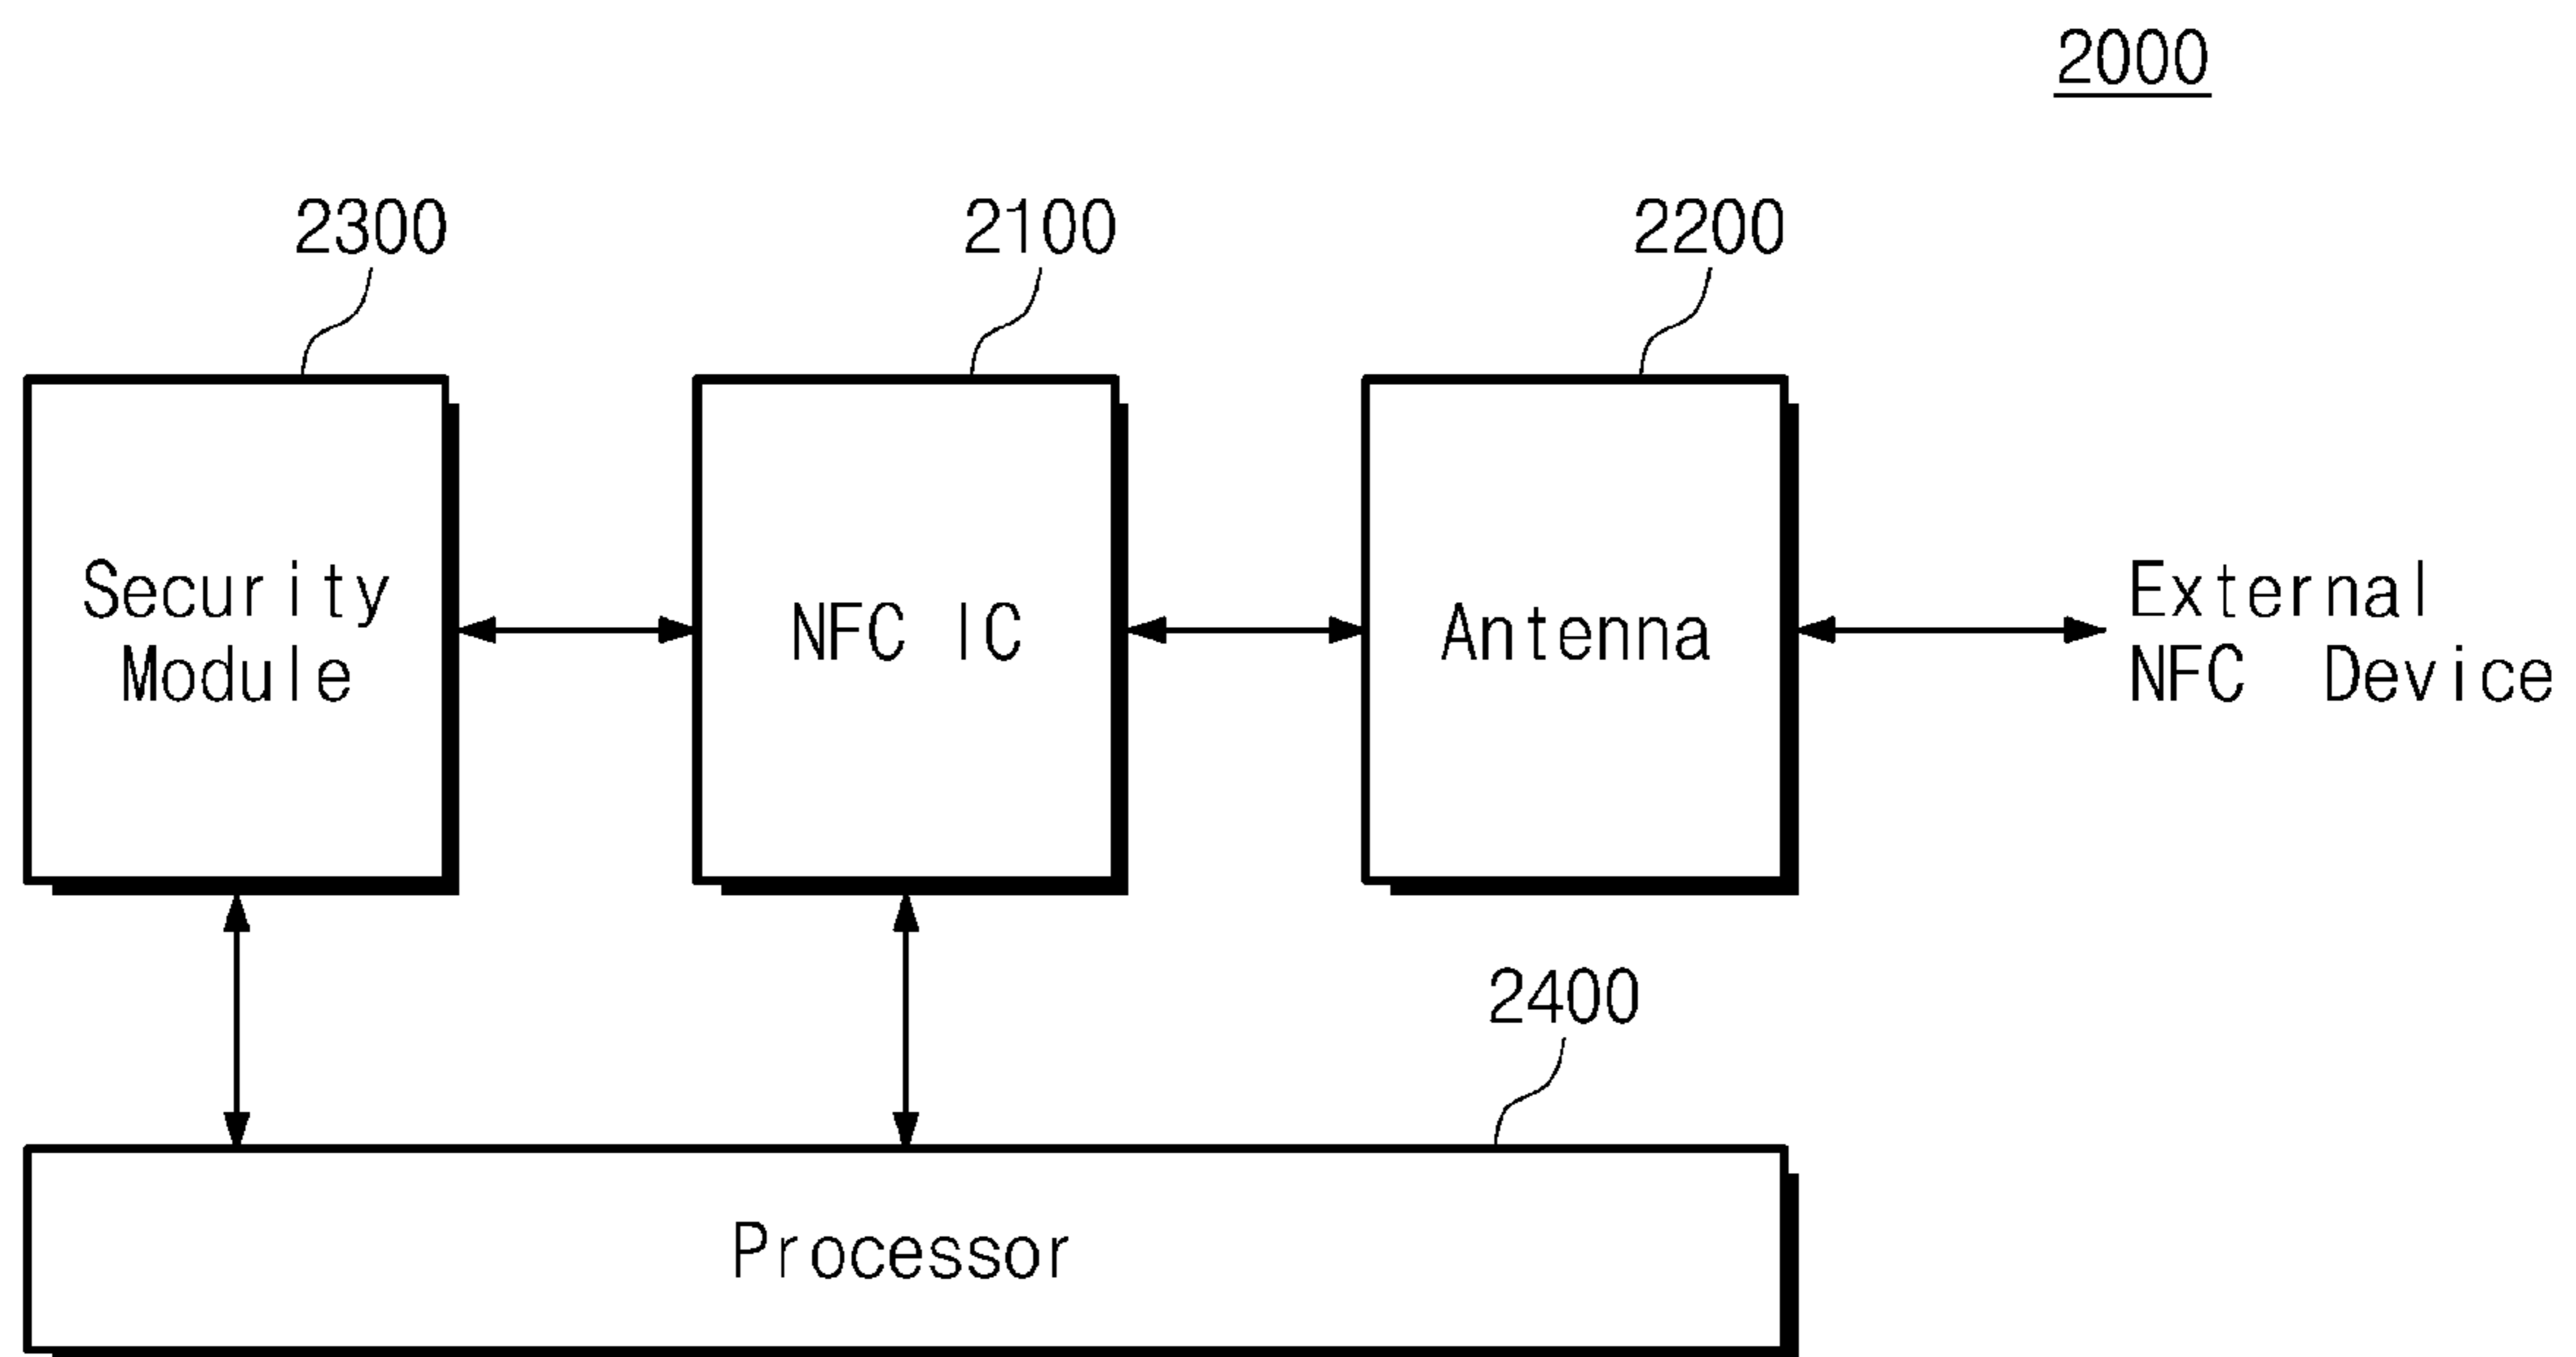 2000
2300
2100
2200
Security
Module
NFC IC
Antenna
External
NFC Device
2400
Processor